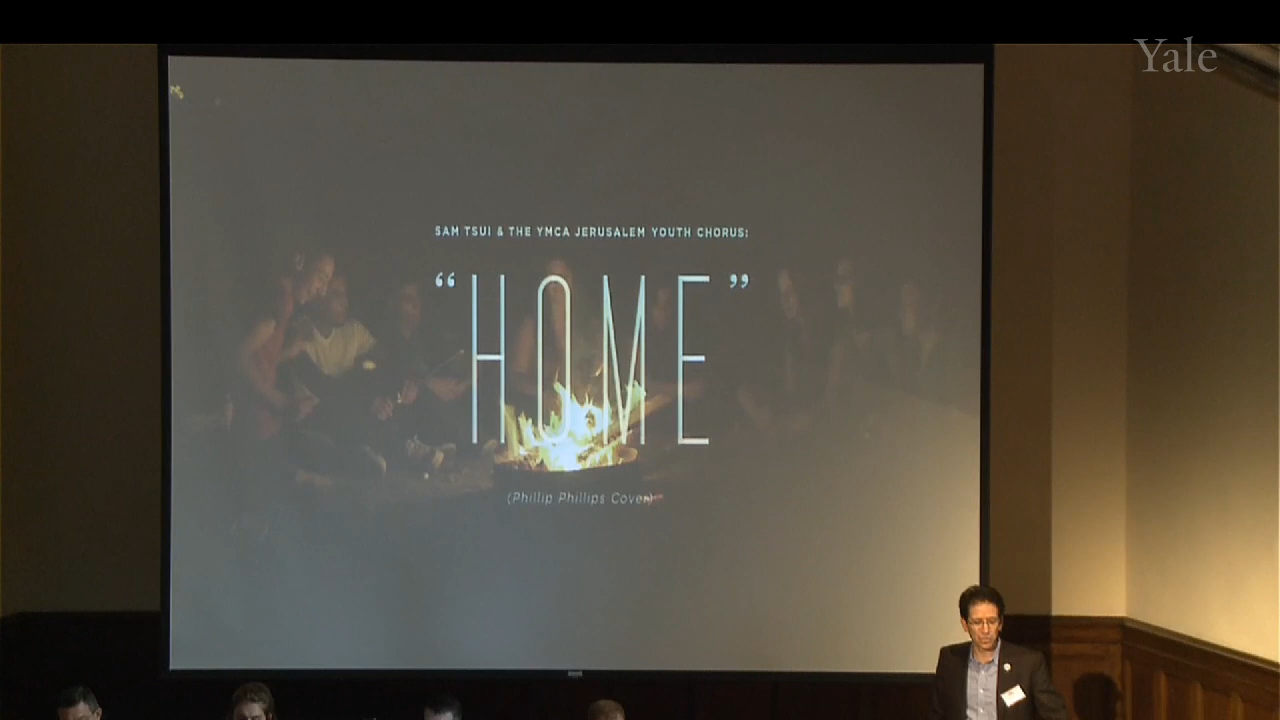 Yale
SAM TSUI & THE YMCA JERUSALEM YOUTH CHORUS:
“HOME”
(Phillip Phillips Cover)